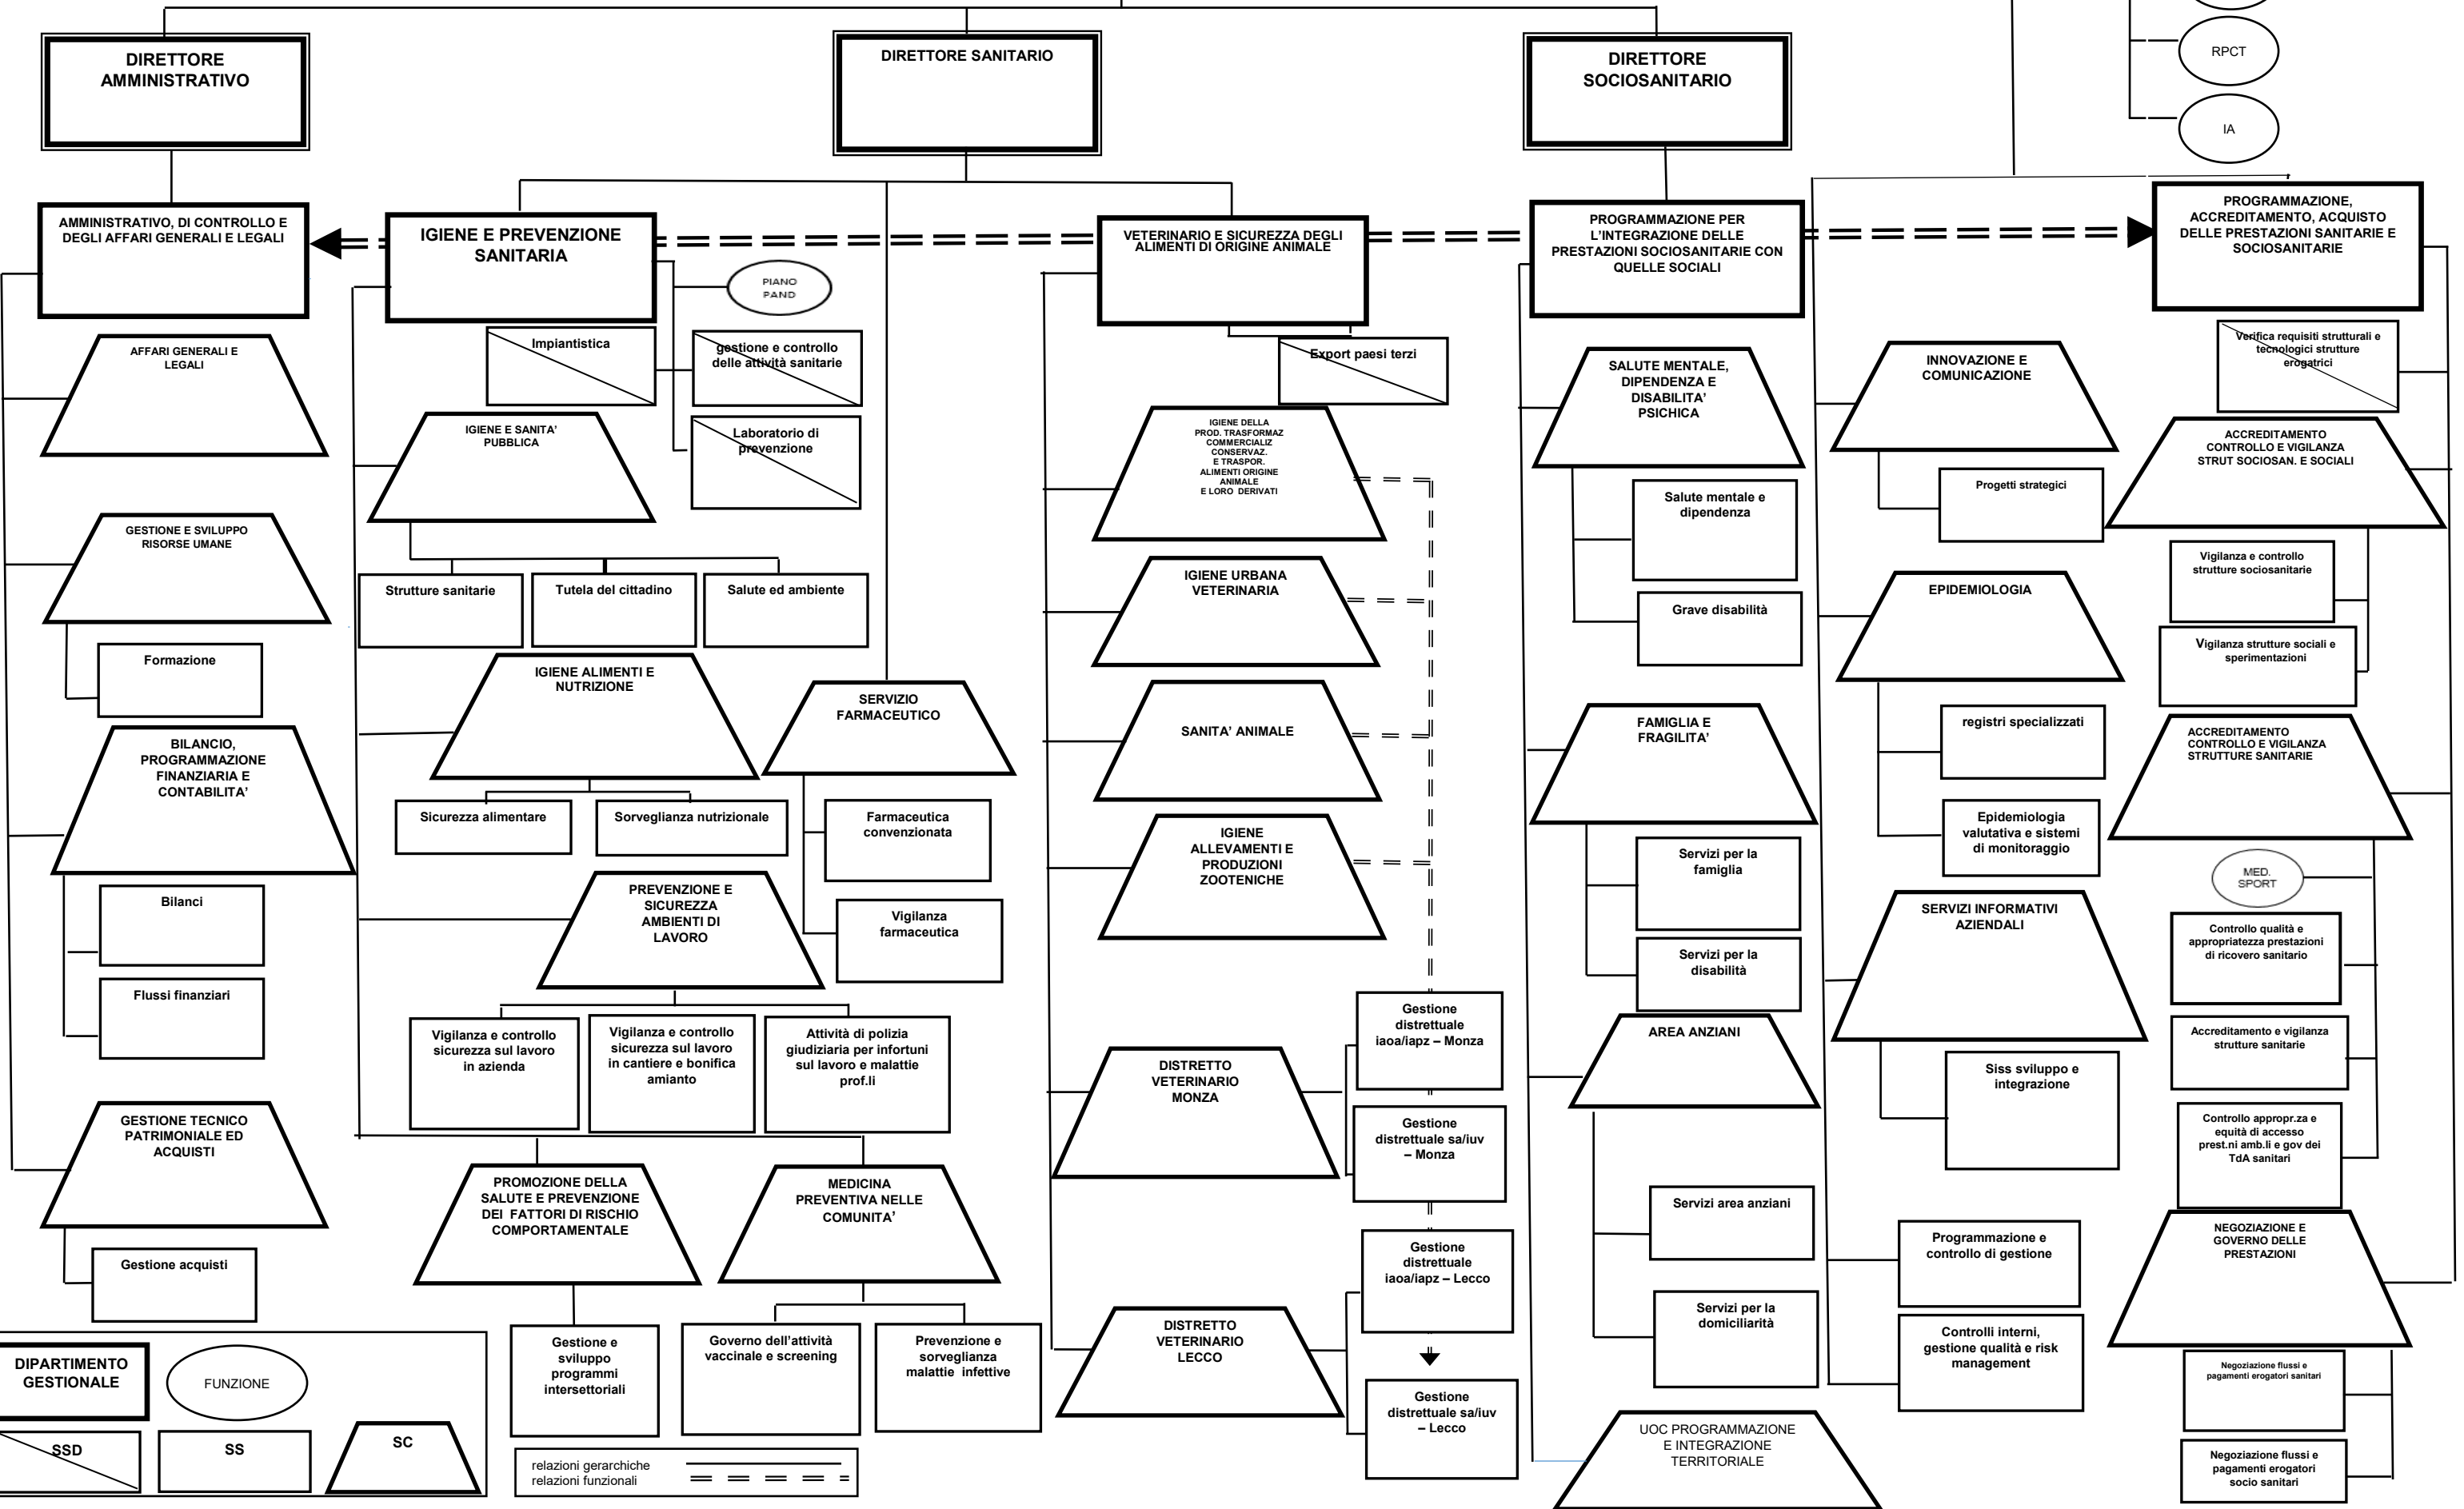 DIRETTORE
AMMINISTRATIVO
DIRETTORE SANITARIO
DIRETTORE
SOCIOSANITARIO
RPCT
IA
AMMINISTRATIVO, DI CONTROLLO E
DEGLI AFFARI GENERALI E LEGALI
AFFARI GENERALI E
LEGALI
GESTIONE E SVILUPPO
RISORSE UMANE
Formazione
BILANCIO,
PROGRAMMAZIONE
FINANZIARIA E
CONTABILITA’
Bilanci
Flussi finanziari
GESTIONE TECNICO
PATRIMONIALE ED
ACQUISTI
Gestione acquisti
IGIENE E PREVENZIONE
SANITARIA
PIANO
PAND
Impiantistica
gestione e controllo
delle attività sanitarie
Laboratorio di
prevenzione
IGIENE E SANITA’
PUBBLICA
Strutture sanitarie
Tutela del cittadino
Salute ed ambiente
IGIENE ALIMENTI E
NUTRIZIONE
Sicurezza alimentare
Sorveglianza nutrizionale
SERVIZIO
FARMACEUTICO
Farmaceutica
convenzionata
Vigilanza
farmaceutica
PREVENZIONE E
SICUREZZA
AMBIENTI DI
LAVORO
Vigilanza e controllo
sicurezza sul lavoro
in azienda
Vigilanza e controllo
sicurezza sul lavoro
in cantiere e bonifica
amianto
Attività di polizia
giudiziaria per infortuni
sul lavoro e malattie
prof.li
PROMOZIONE DELLA
SALUTE E PREVENZIONE
DEI FATTORI DI RISCHIO
COMPORTAMENTALE
MEDICINA
PREVENTIVA NELLE
COMUNITA’
Gestione e
sviluppo
programmi
intersettoriali
Governo dell’attività
vaccinale e screening
Prevenzione e
sorveglianza
malattie infettive
VETERINARIO E SICUREZZA DEGLI
ALIMENTI DI ORIGINE ANIMALE
Export paesi terzi
IGIENE DELLA
PROD. TRASFORMAZ
COMMERCIALIZ
CONSERVAZ.
E TRASPOR.
ALIMENTI ORIGINE
ANIMALE
E LORO DERIVATI
IGIENE URBANA
VETERINARIA
SANITA’ ANIMALE
IGIENE
ALLEVAMENTI E
PRODUZIONI
ZOOTENICHE
DISTRETTO
VETERINARIO
MONZA
Gestione
distrettuale
iaoa/iapz – Monza
Gestione
distrettuale sa/iuv
– Monza
DISTRETTO
VETERINARIO
LECCO
Gestione
distrettuale
iaoa/iapz – Lecco
Gestione
distrettuale sa/iuv
– Lecco
PROGRAMMAZIONE PER
L’INTEGRAZIONE DELLE
PRESTAZIONI SOCIOSANITARIE CON
QUELLE SOCIALI
SALUTE MENTALE,
DIPENDENZA E
DISABILITA’
PSICHICA
Salute mentale e
dipendenza
Grave disabilità
FAMIGLIA E
FRAGILITA’
Servizi per la
famiglia
Servizi per la
disabilità
AREA ANZIANI
Servizi area anziani
Servizi per la
domiciliarità
UOC PROGRAMMAZIONE
E INTEGRAZIONE
TERRITORIALE
INNOVAZIONE E
COMUNICAZIONE
Progetti strategici
EPIDEMIOLOGIA
registri specializzati
Epidemiologia
valutativa e sistemi
di monitoraggio
SERVIZI INFORMATIVI
AZIENDALI
Siss sviluppo e
integrazione
Programmazione e
controllo di gestione
Controlli interni,
gestione qualità e risk
management
PROGRAMMAZIONE,
ACCREDITAMENTO, ACQUISTO
DELLE PRESTAZIONI SANITARIE E
SOCIOSANITARIE
Verifica requisiti strutturali e
tecnologici strutture
erogatrici
ACCREDITAMENTO
CONTROLLO E VIGILANZA
STRUT SOCIOSAN. E SOCIALI
Vigilanza e controllo
strutture sociosanitarie
Vigilanza strutture sociali e
sperimentazioni
ACCREDITAMENTO
CONTROLLO E VIGILANZA
STRUTTURE SANITARIE
MED.
SPORT
Controllo qualità e
appropriatezza prestazioni
di ricovero sanitario
Accreditamento e vigilanza
strutture sanitarie
Controllo appropr.za e
equità di accesso
prest.ni amb.li e gov dei
TdA sanitari
NEGOZIAZIONE E
GOVERNO DELLE
PRESTAZIONI
Negoziazione flussi e
pagamenti erogatori sanitari
Negoziazione flussi e
pagamenti erogatori
socio sanitari
DIPARTIMENTO
GESTIONALE
FUNZIONE
SSD
SS
SC
relazioni gerarchiche
relazioni funzionali